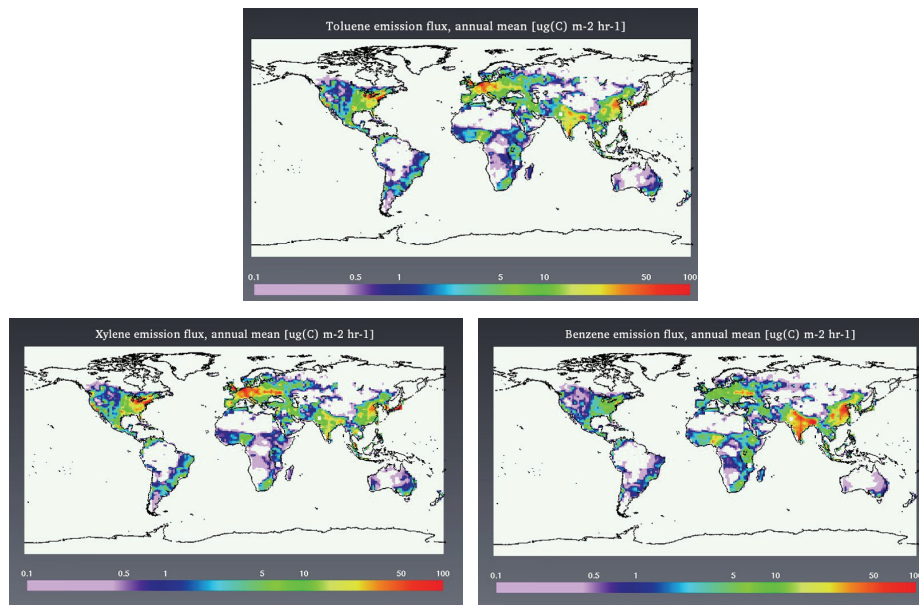 Toluene emission flux, annual mean [ug(C) m-2 hr-1]
0.1 0.5 1 5 10 50 100
Xylene emission flux, annual mean [ug(C) m-2 hr-1]
0.1 0.5 1 5 10 50 100
Benzene emission flux, annual mean [ug(C) m-2 hr-1]
0.1 0.5 1 5 10 50 100